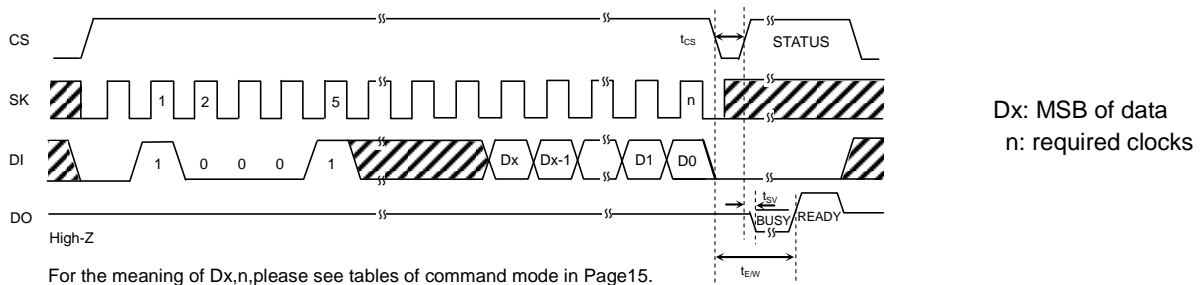 CS
tCS
STATUS
SK
1 2 5 n
DI
1 0 0 0 1 Dx Dx-1 D1 D0
DO
tSV
BUSY READY
High-Z
tE/W
For the meaning of Dx,n,please see tables of command mode in Page15.
Dx: MSB of data
n: required clocks